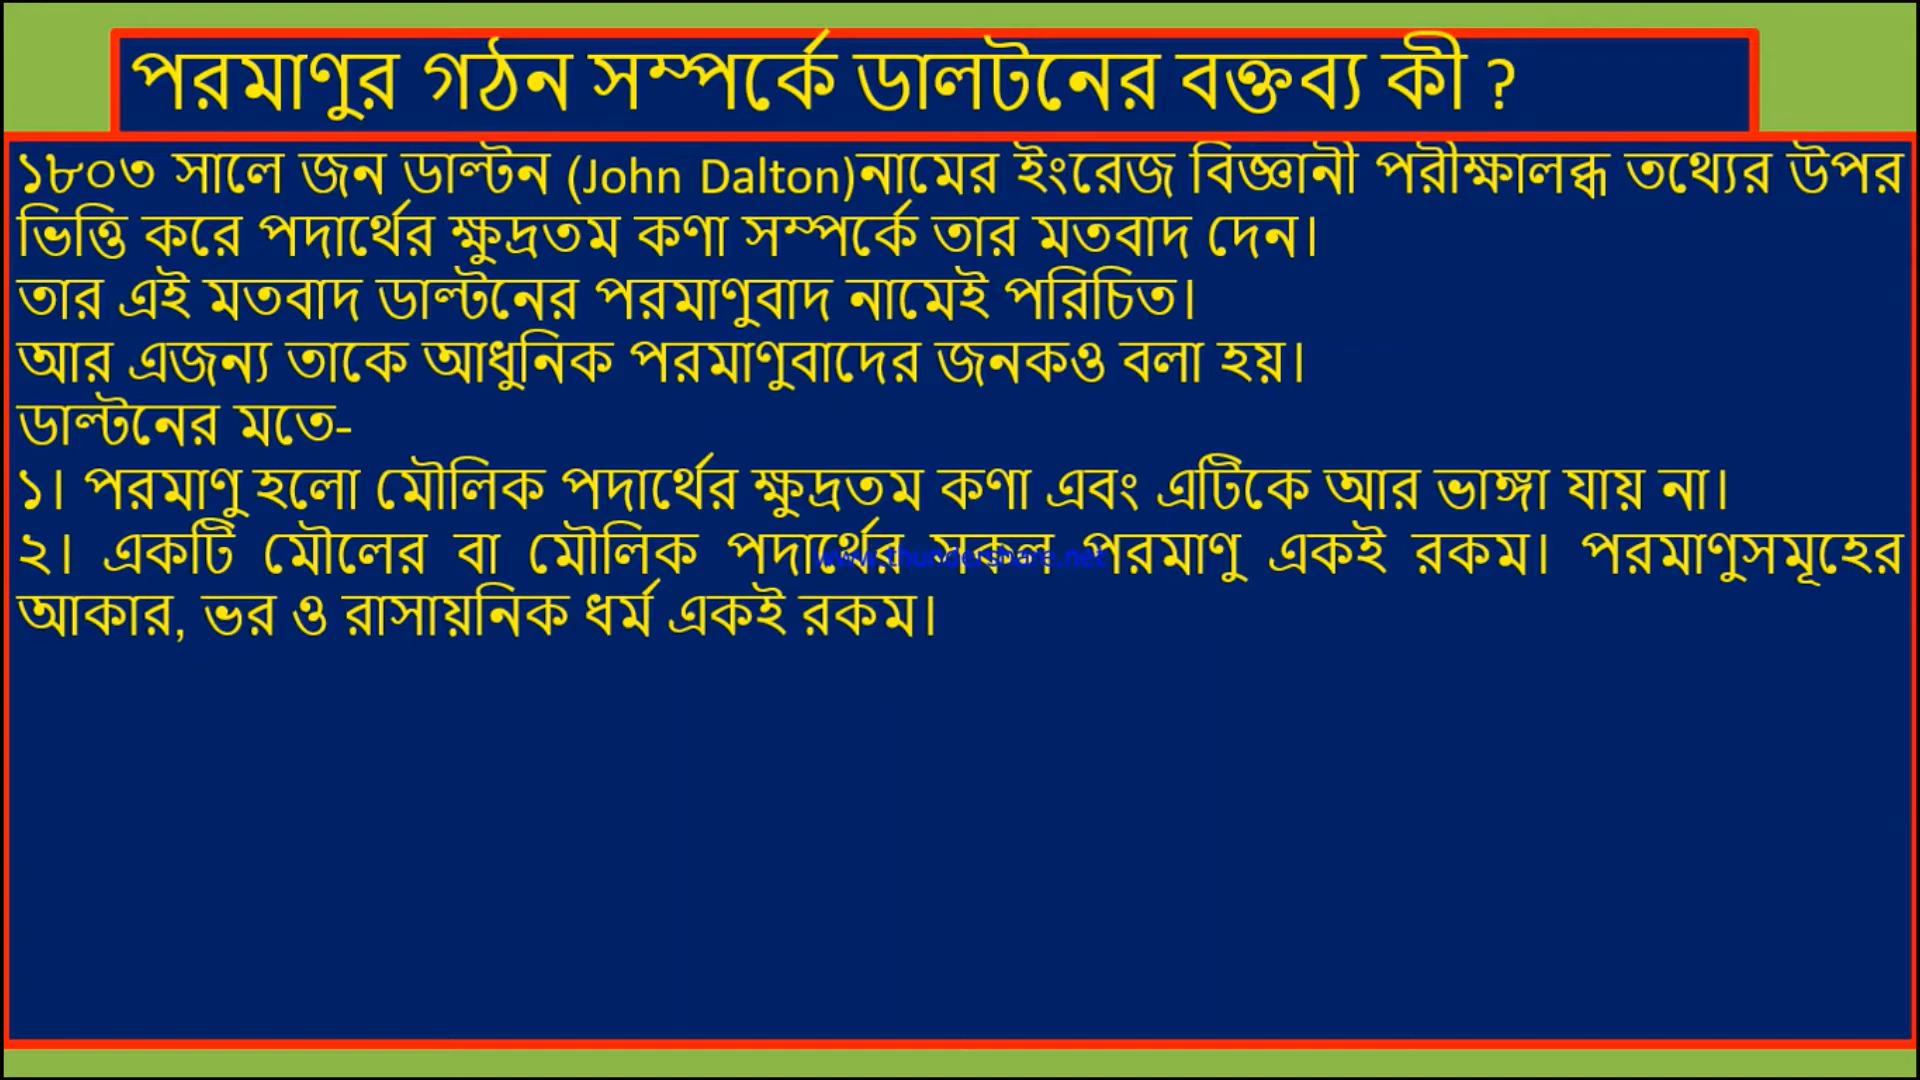 পরমাণুর গঠন সম্পর্কে ডালটনের বক্তব্য কী ?
১৮০৩ সালে জন ডাল্টন (John Dalton)নামের ইংরেজ বিজ্ঞানী পরীক্ষালব্ধ তথ্যের উপর
ভিত্তি করে পদার্থের ক্ষুদ্রতম কণা সম্পর্কে তার মতবাদ দেন।
তার এই মতবাদ ডাল্টনের পরমাণুবাদ নামেই পরিচিত।
আর এজন্য তাকে আধুনিক পরমাণুবাদের জনকও বলা হয়।
ডাল্টনের মতে-
১। পরমাণু হলো মৌলিক পদার্থের ক্ষুদ্রতম কণা এবং এটিকে আর ভাঙ্গা যায় না।
২। একটি মৌলের বা মৌলিক পদার্থের সকল পরমাণু একই রকম। পরমাণুসমূহের
www.thundershare.net
আকার, ভর ও রাসায়নিক ধর্ম একই রকম।